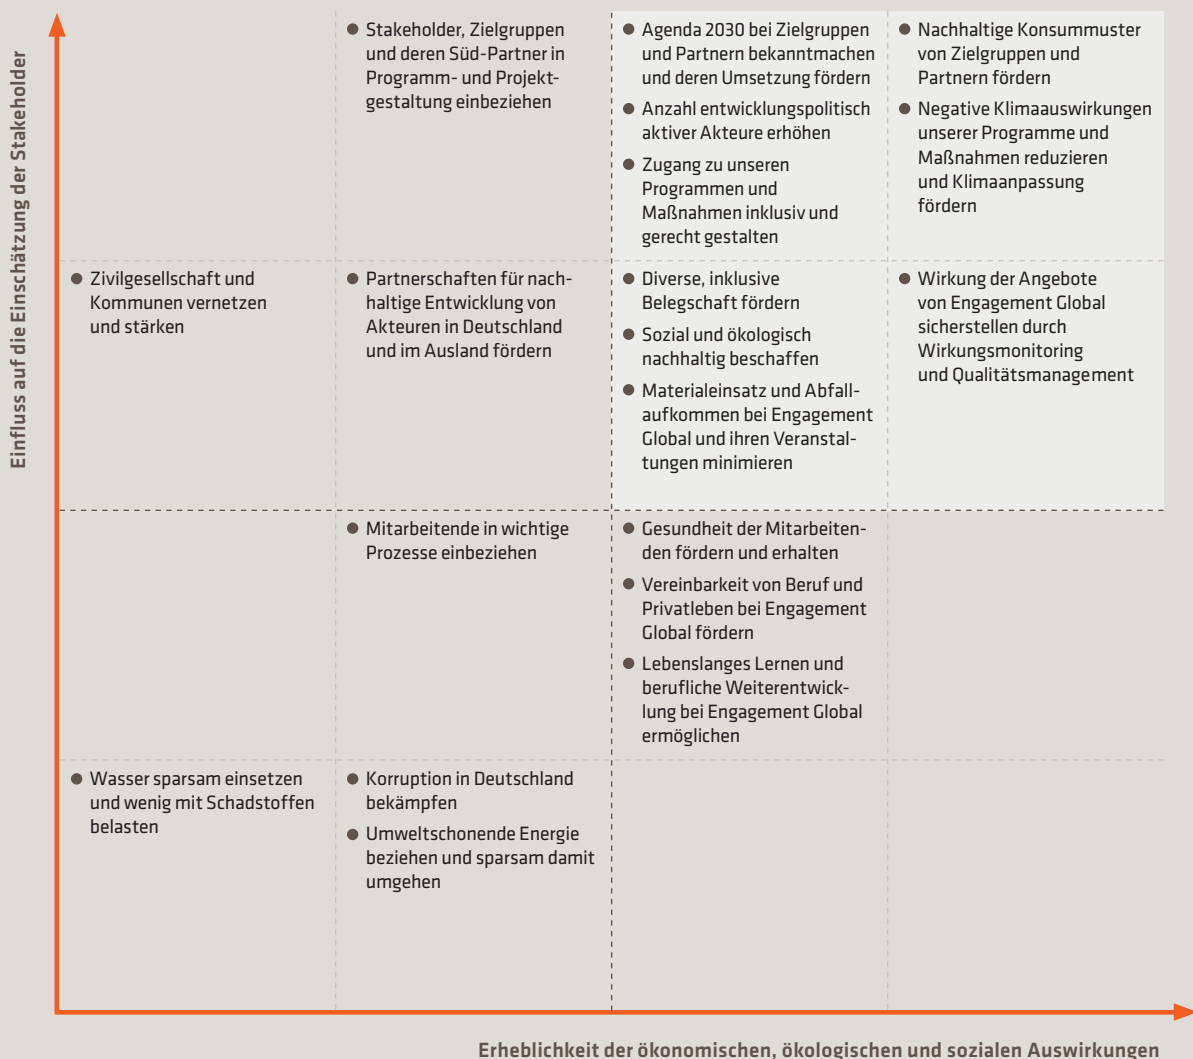 Einfluss auf die Einschätzung der Stakeholder
Stakeholder, Zielgruppen
und deren Süd-Partner in
Programm- und Projekt-
gestaltung einbeziehen
Agenda 2030 bei Zielgruppen
und Partnern bekanntmachen
und deren Umsetzung fördern
Anzahl entwicklungspolitisch
aktiver Akteure erhöhen
Zugang zu unseren
Programmen und
Maßnahmen inklusiv und
gerecht gestalten
Nachhaltige Konsummuster
von Zielgruppen und
Partnern fördern
Negative Klimaauswirkungen
unserer Programme und
Maßnahmen reduzieren
und Klimaanpassung
fördern
Zivilgesellschaft und
Kommunen vernetzen
und stärken
Partnerschaften für nach-
haltige Entwicklung von
Akteuren in Deutschland
und im Ausland fördern
Diverse, inklusive
Belegschaft fördern
Sozial und ökologisch
nachhaltig beschaffen
Materialeinsatz und Abfall-
aufkommen bei Engagement
Global und ihren Veranstal-
tungen minimieren
Wirkung der Angebote
von Engagement Global
sicherstellen durch
Wirkungsmonitoring
und Qualitätsmanagement
Mitarbeitende in wichtige
Prozesse einbeziehen
Gesundheit der Mitarbeiten-
den fördern und erhalten
Vereinbarkeit von Beruf und
Privatleben bei Engagement
Global fördern
Lebenslanges Lernen und
berufliche Weiterentwick-
lung bei Engagement Global
ermöglichen
Wasser sparsam einsetzen
und wenig mit Schadstoffen
belasten
Korruption in Deutschland
bekämpfen
Umweltschonende Energie
beziehen und sparsam damit
umgehen
Erheblichkeit der ökonomischen, ökologischen und sozialen Auswirkungen